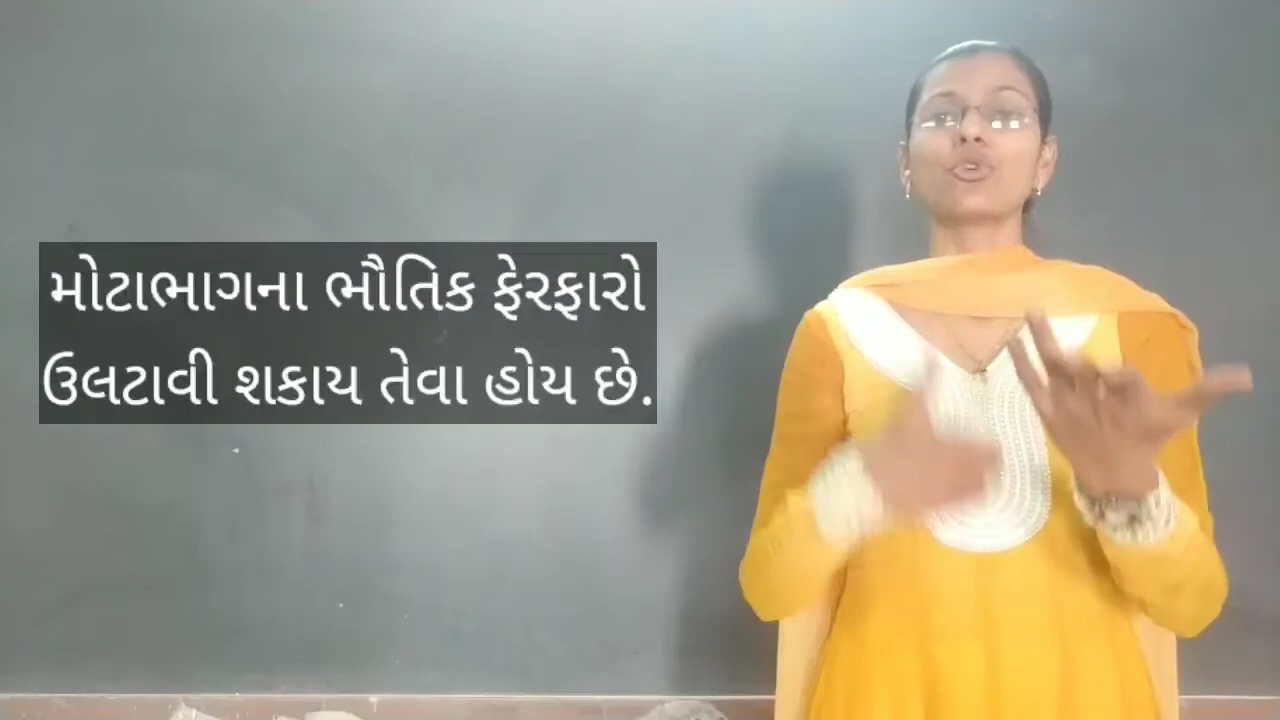 મોટાભાગના ભૌતિક ફેરફારો
ઉલટાવી શકાય તેવા હોય છે.